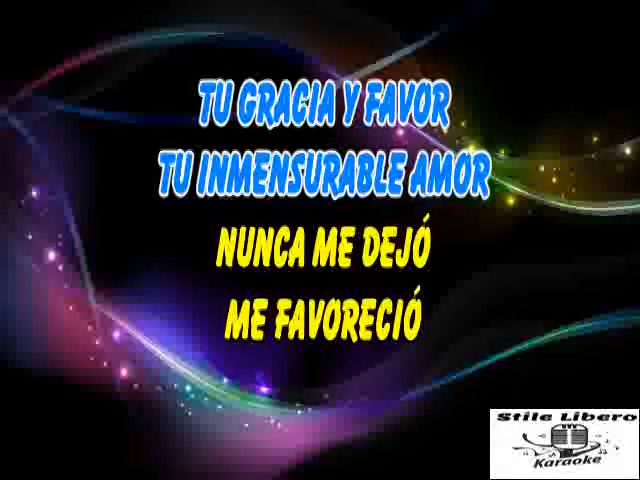 TU GRACIA Y FAVOR
TU INMENSURABLE AMOR
NUNCA ME DEJÓ
ME FAVORECIÓ
Stile Libero
Karaoke